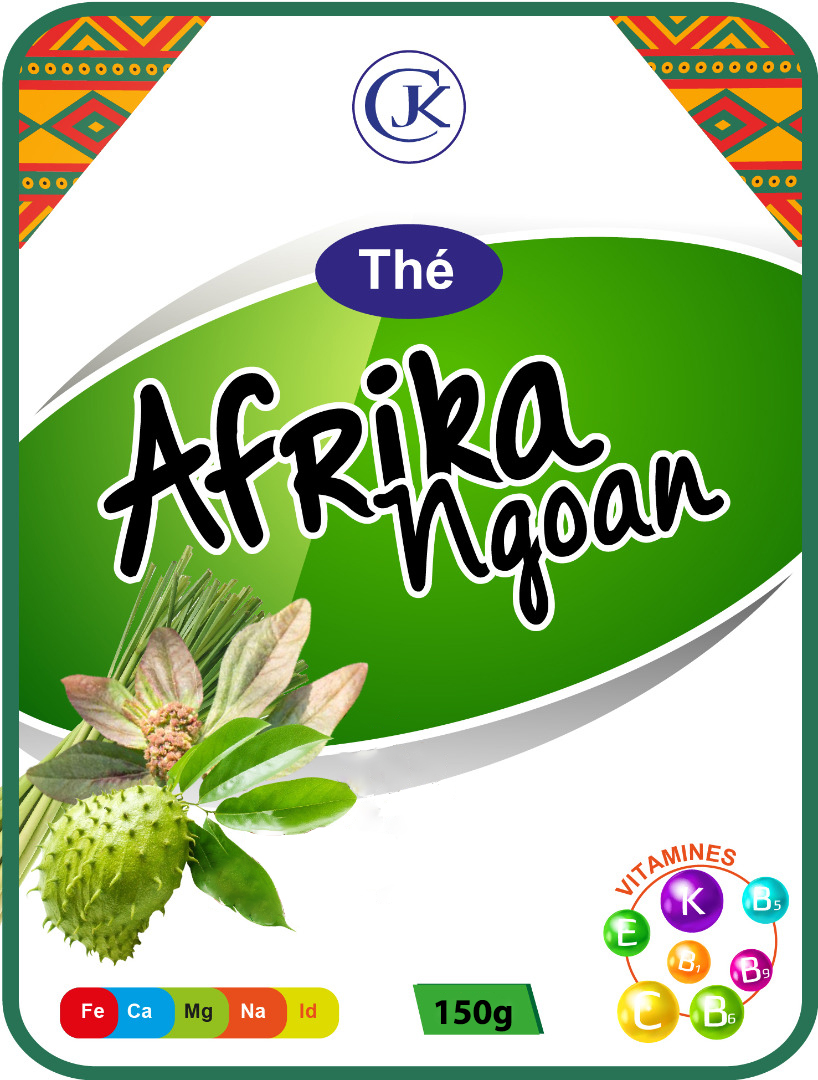 CJK
Thé
Afrika
Ngoan
VITAMINES
K
B5
E
B1
B9
C
B6
Fe Ca Mg Na Id
150g